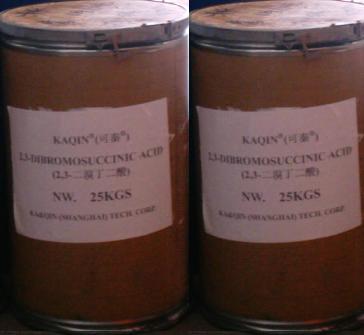 KAQIN®(可秦®)
2,3-DIBROMOSUCCINIC ACID
(2,3-二溴丁二酸)
NW. 25KGS
KAIQIN (SHANGHAI) TECH. CORP.
KAQIN®(可秦®)
2,3-DIBROMOSUCCINIC ACID
(2,3-二溴丁二酸)
NW. 25KGS
KAIQIN (SHANGHAI) TECH. CORP.